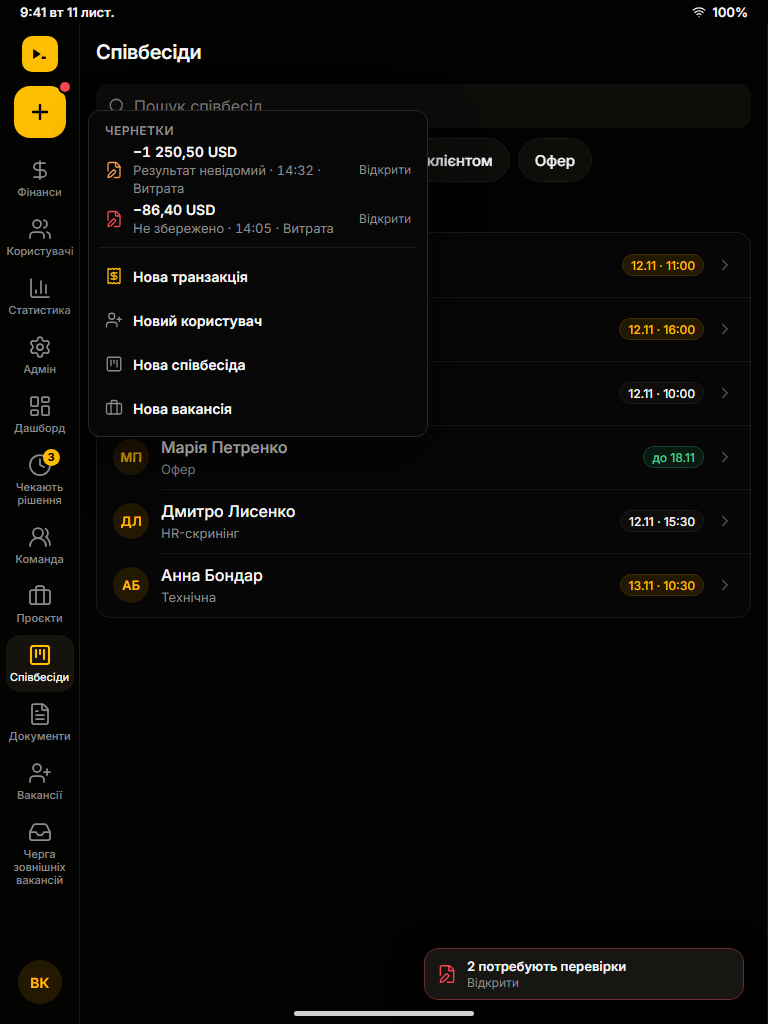 9:41 вт 11 лист.
100%
Співбесіди
Пошук співбесід
клієнтом
Офер
ЧЕРНЕТКИ
−1 250,50 USD
Результат невідомий · 14:32 ·
Витрата
Відкрити
−86,40 USD
Не збережено · 14:05 · Витрата
Відкрити
Нова транзакція
Новий користувач
Нова співбесіда
Нова вакансія
12.11 · 11:00
12.11 · 16:00
12.11 · 10:00
МП
Марія Петренко
Офер
до 18.11
ДЛ
Дмитро Лисенко
HR-скринінг
12.11 · 15:30
АБ
Анна Бондар
Технічна
13.11 · 10:30
Фінанси
Користувачі
Статистика
Адмін
Дашборд
3
Чекають
рішення
Команда
Проєкти
Співбесіди
Документи
Вакансії
Черга
зовнішніх
вакансій
ВК
2 потребують перевірки
Відкрити